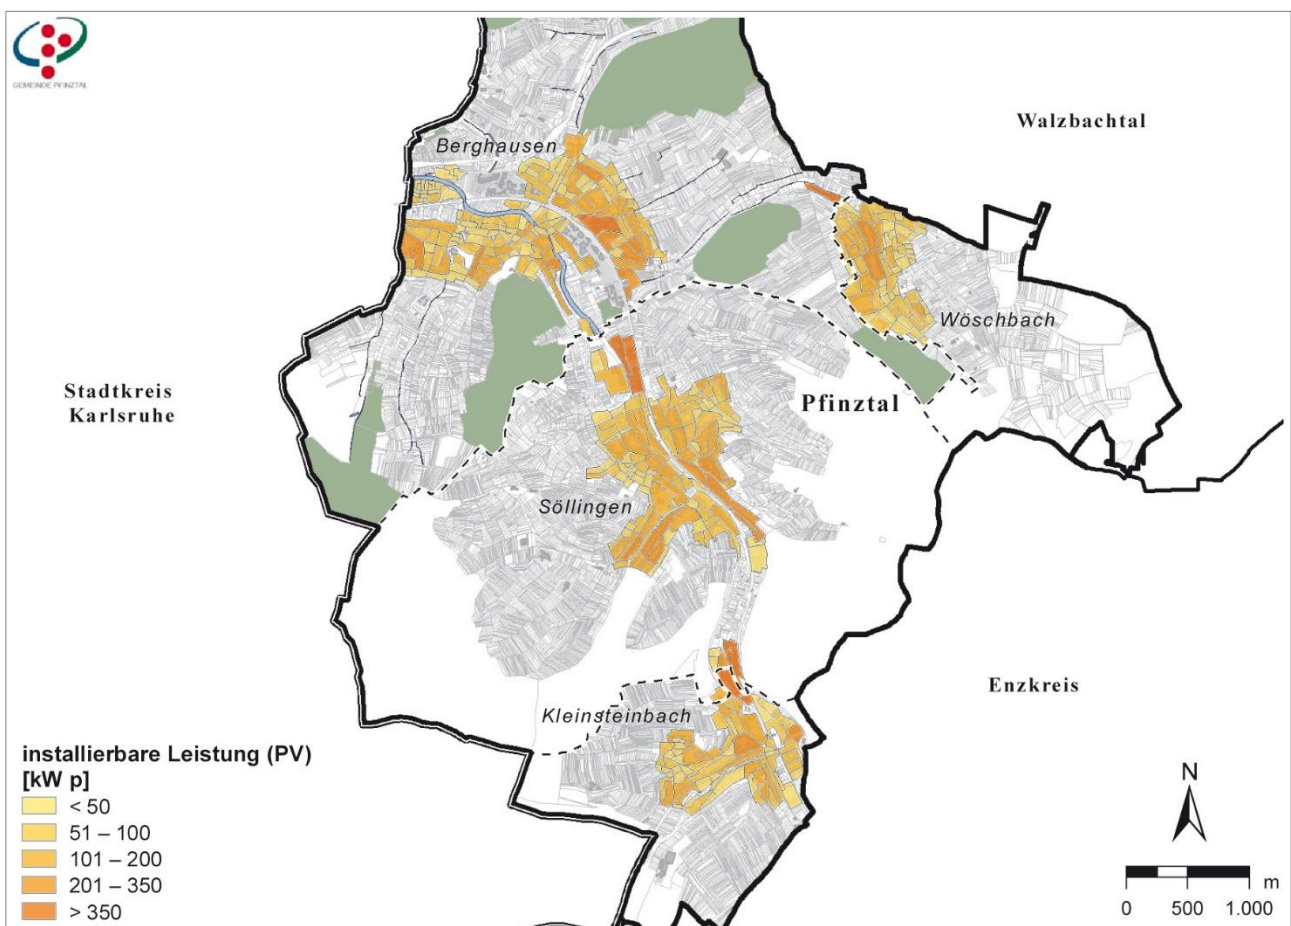 GEMEINDE PFINZTAL
Berghausen
Walzbachtal
Wöschbach
Stadtkreis
Karlsruhe
Pfinztal
Söllingen
Enzkreis
Kleinsteinbach
installierbare Leistung (PV)
[kW p]
< 50
51 – 100
101 – 200
201 – 350
> 350
N
m
0 500 1.000